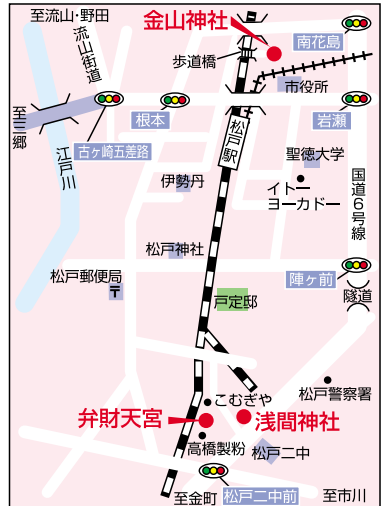 至流山・野田
金山神社
流山街道
歩道橋
南花島
市役所
至三郷
根本
岩瀬
古ヶ崎五差路
松戸駅
江戸川
聖徳大学
伊勢丹
イトー
ヨーカドー
国道6号線
松戸神社
松戸郵便局
〒
陣ヶ前
隧道
戸定邸
松戸警察署
こむぎや
弁財天宮
浅間神社
高橋製粉
松戸二中
至金町
松戸二中前
至市川